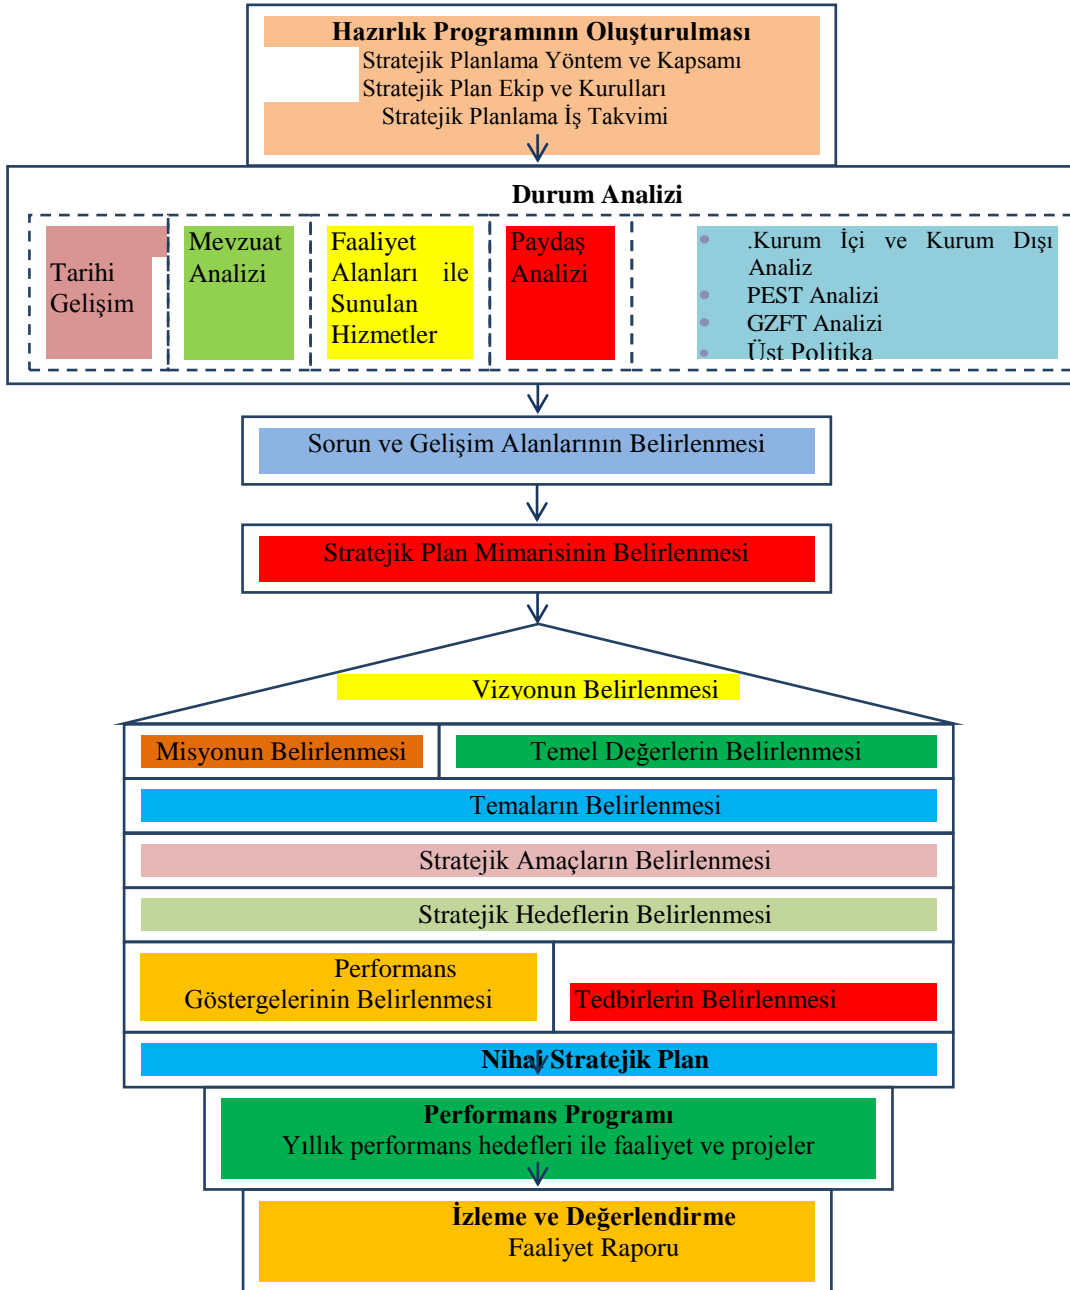 Hazırlık Programının Oluşturulması
Stratejik Planlama Yöntem ve Kapsamı
Stratejik Plan Ekip ve Kurulları
Stratejik Planlama İş Takvimi
Durum Analizi
Tarihi
Gelişim
Mevzuat
Analizi
Faaliyet
Alanları ile
Sunulan
Hizmetler
Paydaş
Analizi
.Kurum İçi ve Kurum Dışı
Analiz
PEST Analizi
GZFT Analizi
Üst Politika
Sorun ve Gelişim Alanlarının Belirlenmesi
Stratejik Plan Mimarisinin Belirlenmesi
Vizyonun Belirlenmesi
Misyonun Belirlenmesi
Temel Değerlerin Belirlenmesi
Temaların Belirlenmesi
Stratejik Amaçların Belirlenmesi
Stratejik Hedeflerin Belirlenmesi
Performans
Göstergelerinin Belirlenmesi
Tedbirlerin Belirlenmesi
Nihai Stratejik Plan
Performans Programı
Yıllık performans hedefleri ile faaliyet ve projeler
İzleme ve Değerlendirme
Faaliyet Raporu